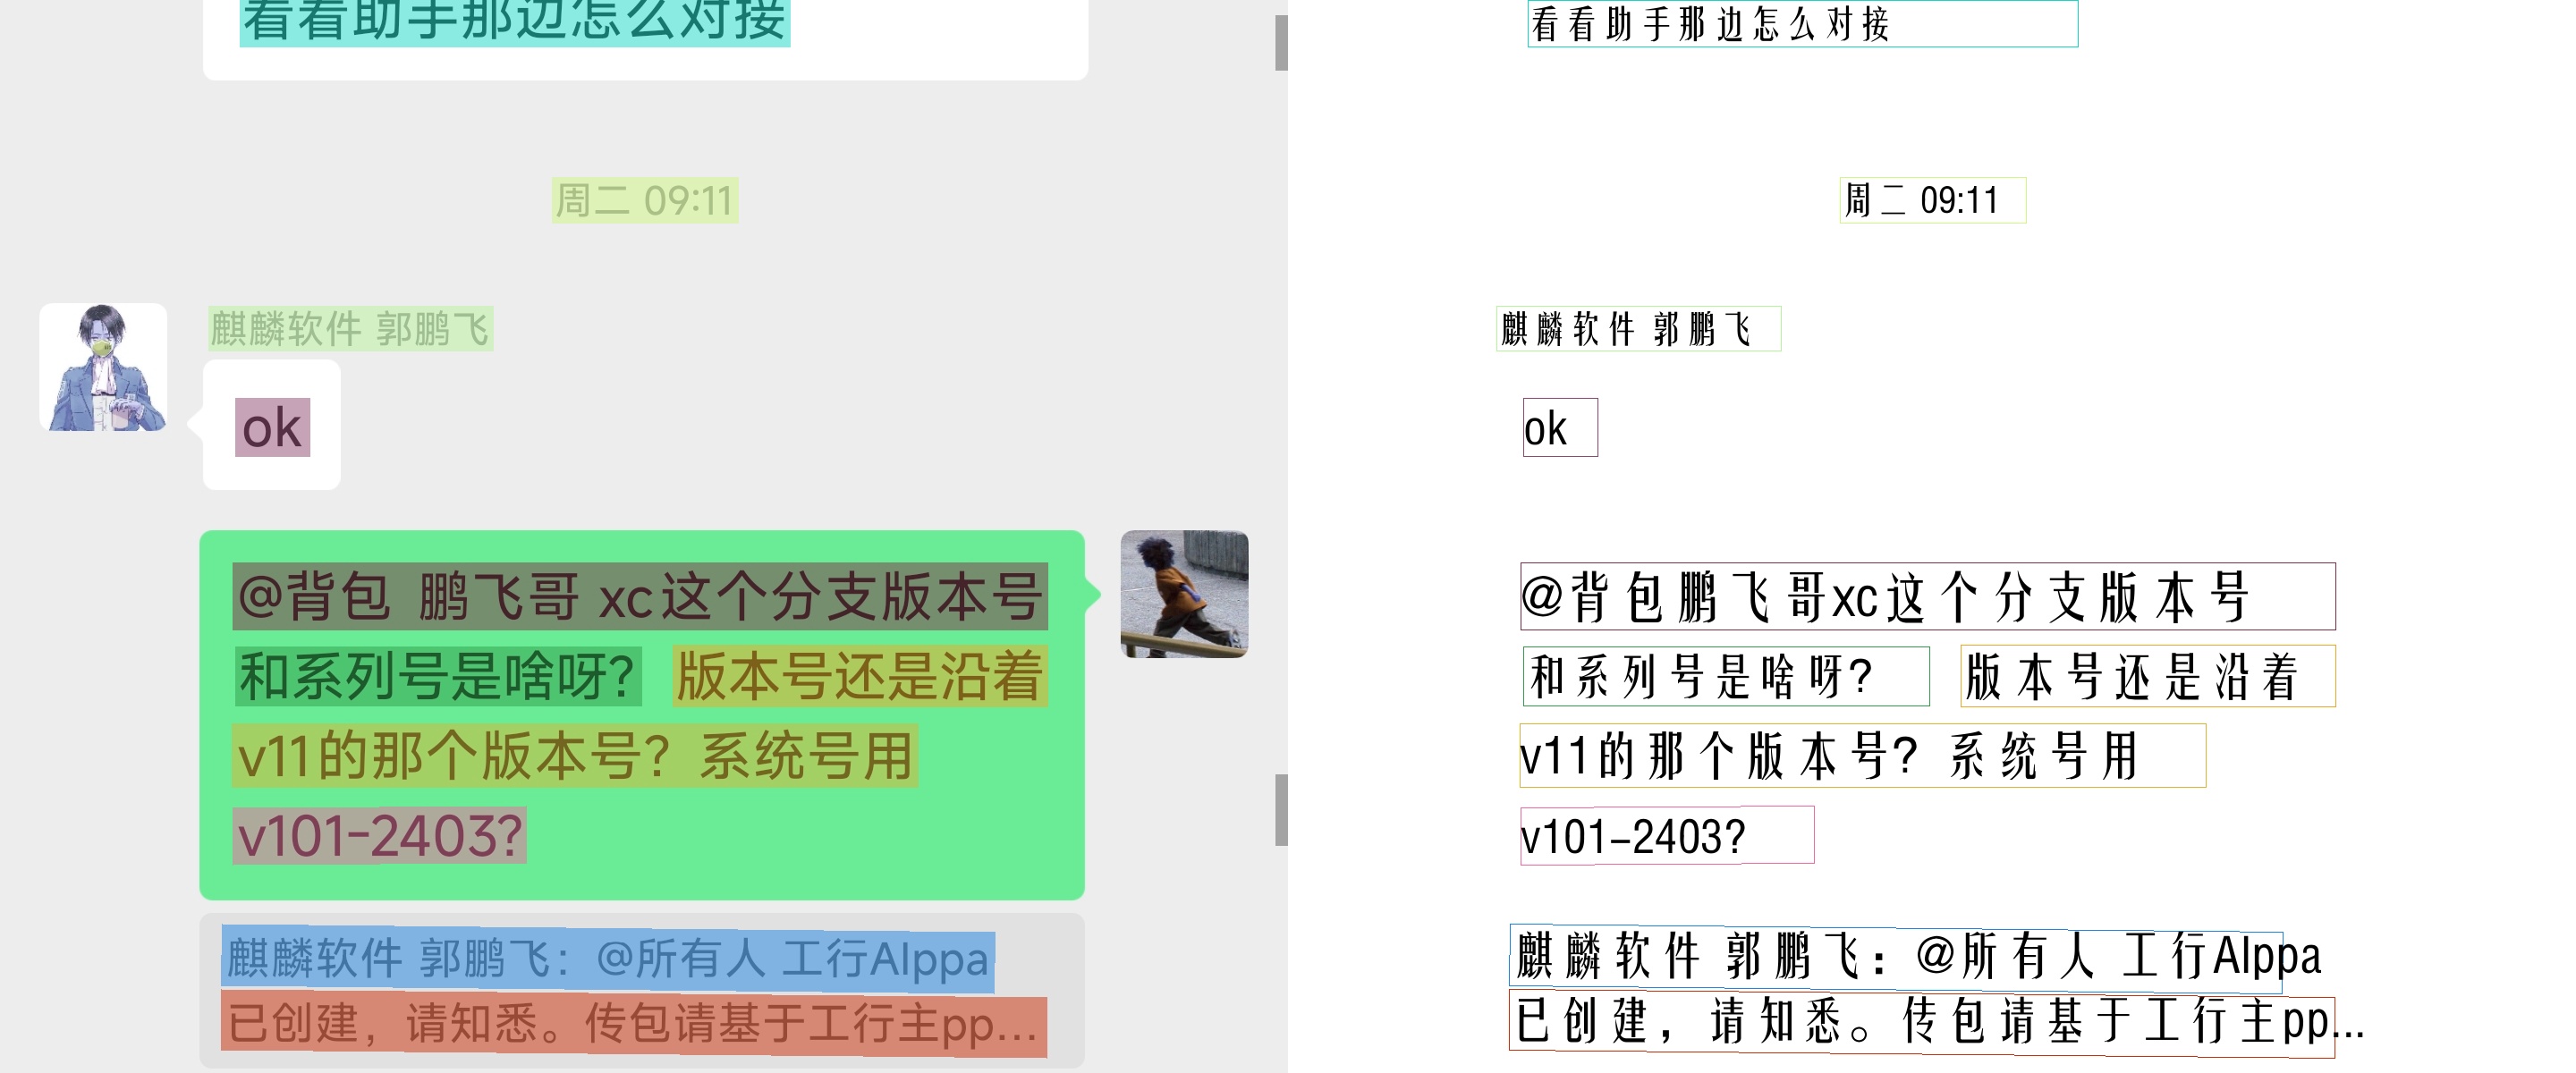 看看助手那边怎么对接
周二 09:11
麒麟软件 郭鹏飞
ok
@背包 鹏飞哥 xc这个分支版本号
和系列号是啥呀? 版本号还是沿着
v11的那个版本号? 系统号用
v101-2403?
麒麟软件 郭鹏飞: @所有人 工行AIppa
已创建，请知悉。传包请基于工行主pp...
看看助手那边怎么对接
周二 09:11
麒麟软件 郭鹏飞
ok
@背包鹏飞哥xc这个分支版本号
和系列号是啥呀? 版本号还是沿着
v11的那个版本号? 系统号用
v101-2403?
麒麟软件 郭鹏飞: @所有人 工行AIppa
已创建，请知悉。传包请基于工行主pp...